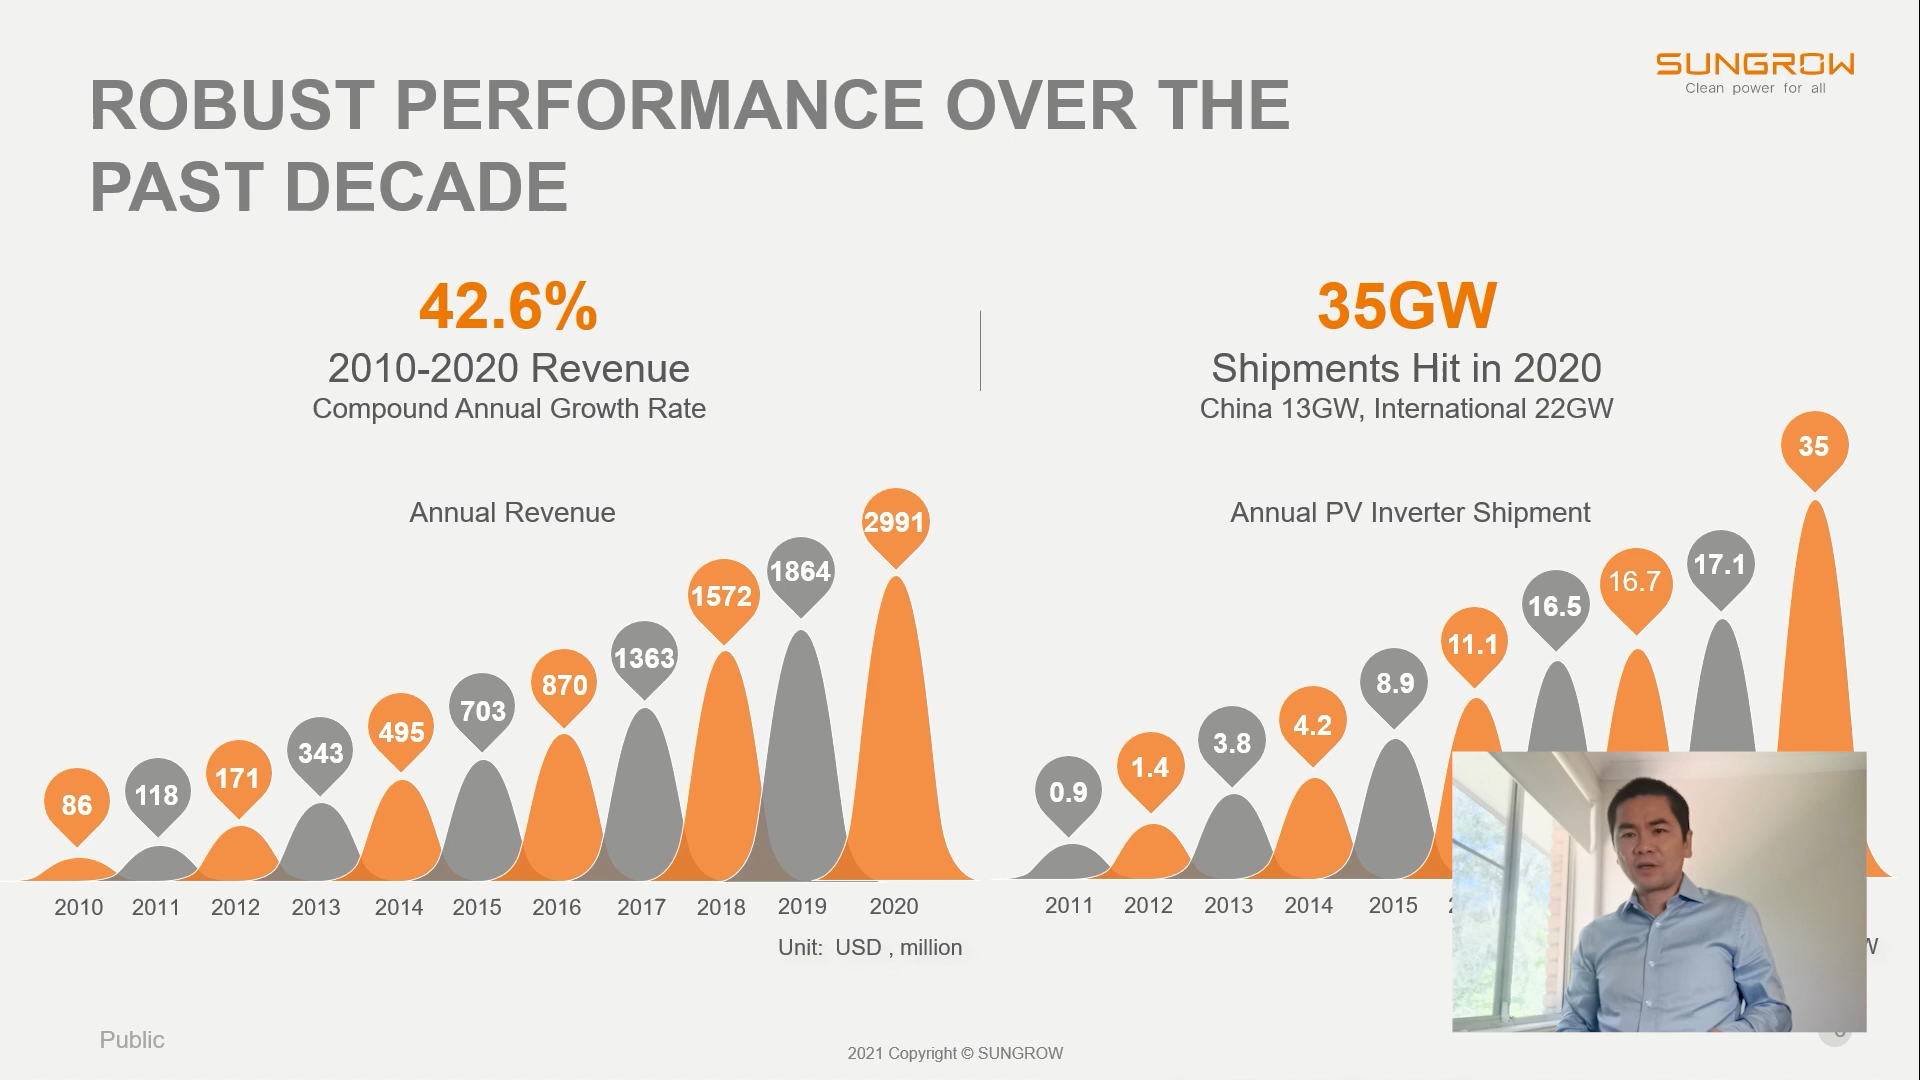 SUNGROW
Clean power for all
ROBUST PERFORMANCE OVER THE
PAST DECADE
42.6%
2010-2020 Revenue
Compound Annual Growth Rate
35GW
Shipments Hit in 2020
China 13GW, International 22GW
Annual Revenue
86
118
171
343
495
703
870
1363
1572
1864
2991
2010 2011 2012 2013 2014 2015 2016 2017 2018 2019 2020
Unit: USD , million
Annual PV Inverter Shipment
0.9
1.4
3.8
4.2
8.9
11.1
16.5
16.7
17.1
35
2011 2012 2013 2014 2015
Public
2021 Copyright © SUNGROW